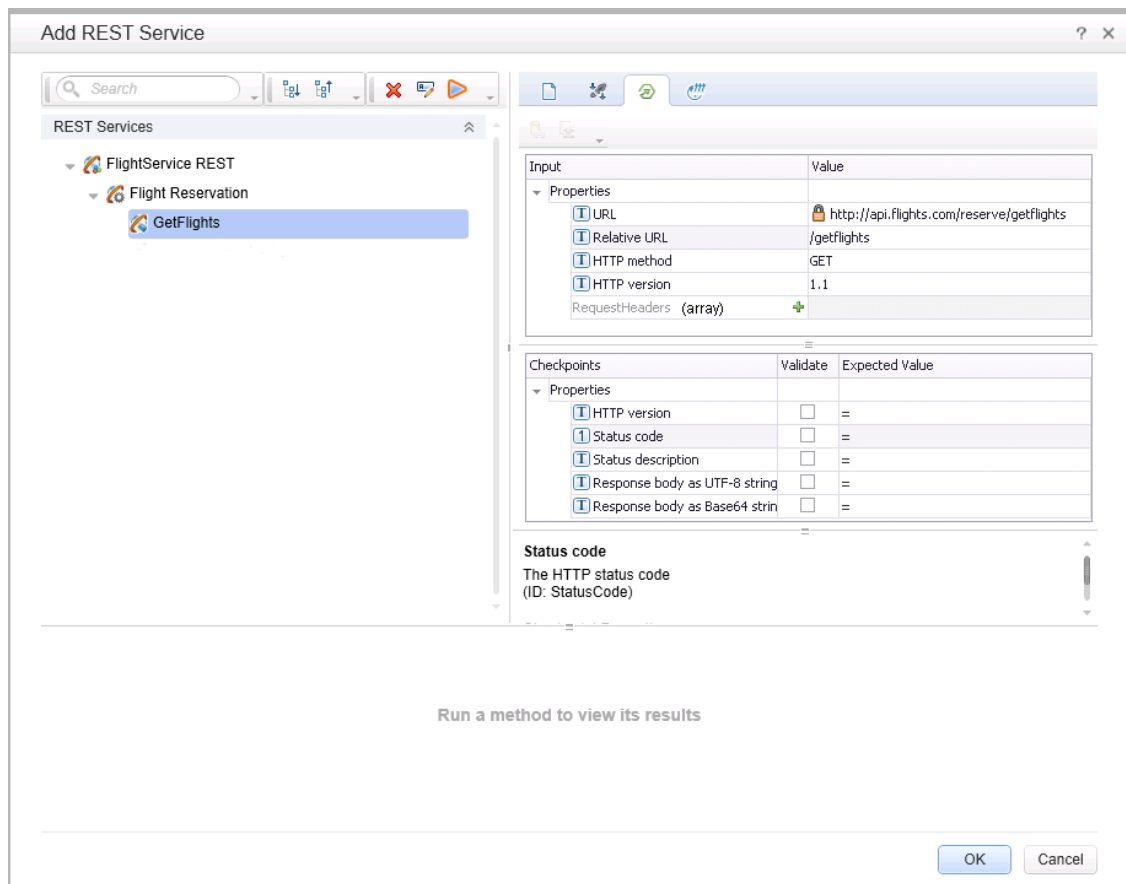 Add REST Service
?
Search
REST Services
FlightService REST
Flight Reservation
GetFlights
Input Value
Properties
T URL http://api.flights.com/reserve/getflights
T Relative URL /getflights
T HTTP method GET
T HTTP version 1.1
RequestHeaders (array)
Checkpoints Validate Expected Value
Properties
T HTTP version =
1 Status code =
T Status description =
T Response body as UTF-8 string =
T Response body as Base64 strin =
Status code
The HTTP status code
(ID: StatusCode)
Run a method to view its results
OK Cancel